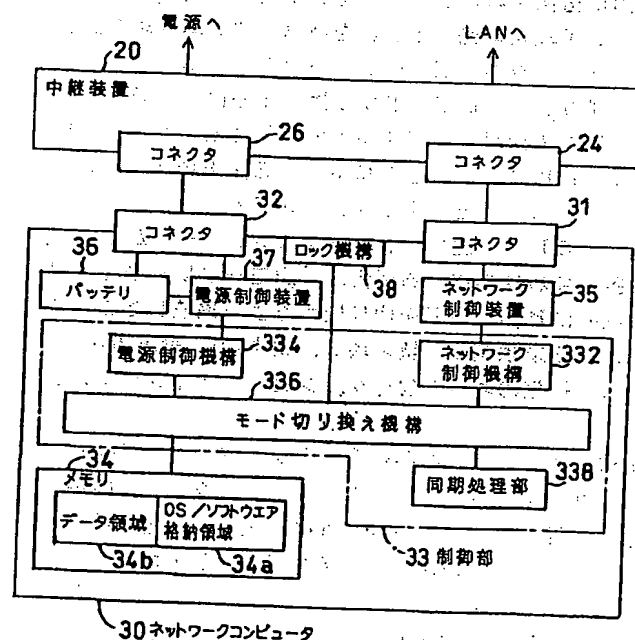 電源へ
LANへ
20
中継装置
26
24
コネクタ
コネクタ
32
31
コネクタ
コネクタ
36
37
ロック機構
38
バッテリ
電源制御装置
ネットワーク
制御装置
35
334
電源制御機構
ネットワーク
制御機構
332
336
モード切り換え機構
34
メモリ
338
同期処理部
データ領域
OS/ソフトウエア
格納領域
34b
34a
33 制御部
30 ネットワークコンピュータ